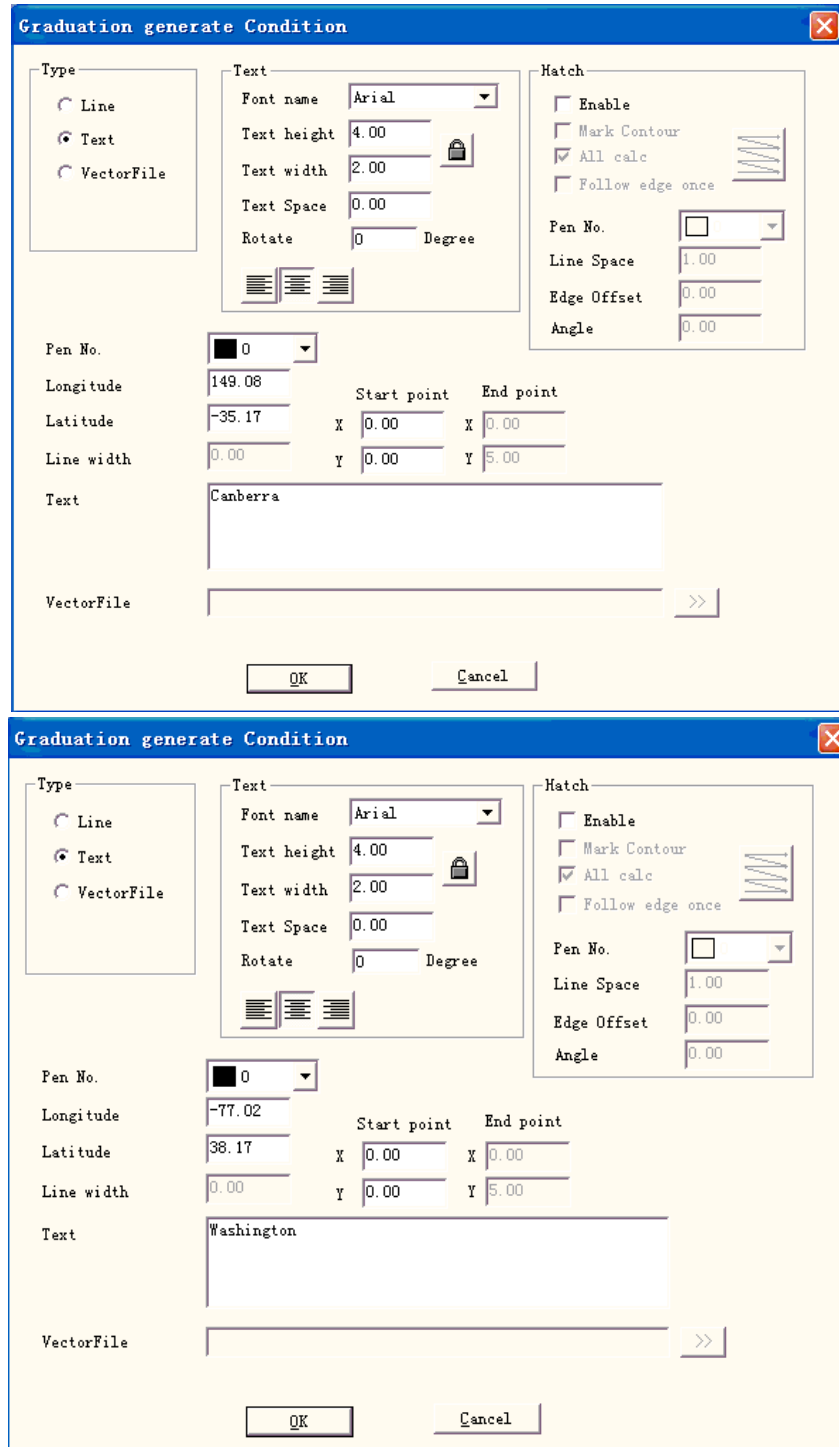 Graduation generate Condition
Type
Line
Text
VectorFile
Text
Font name Arial
Text height 4.00
Text width 2.00
Text Space 0.00
Rotate 0 Degree
Hatch
Enable
Mark Contour
All calc
Follow edge once
Pen No.
Line Space 1.00
Edge Offset 0.00
Angle 0.00
Pen No. 0
Longitude 149.08
Start point End point
Latitude -35.17 X 0.00 X 0.00
Line width 0.00 Y 0.00 Y 5.00
Text Canberra
VectorFile >>
OK Cancel
Graduation generate Condition
Type
Line
Text
VectorFile
Text
Font name Arial
Text height 4.00
Text width 2.00
Text Space 0.00
Rotate 0 Degree
Hatch
Enable
Mark Contour
All calc
Follow edge once
Pen No.
Line Space 1.00
Edge Offset 0.00
Angle 0.00
Pen No. 0
Longitude -77.02
Start point End point
Latitude 38.17 X 0.00 X 0.00
Line width 0.00 Y 0.00 Y 5.00
Text Washington
VectorFile >>
OK Cancel